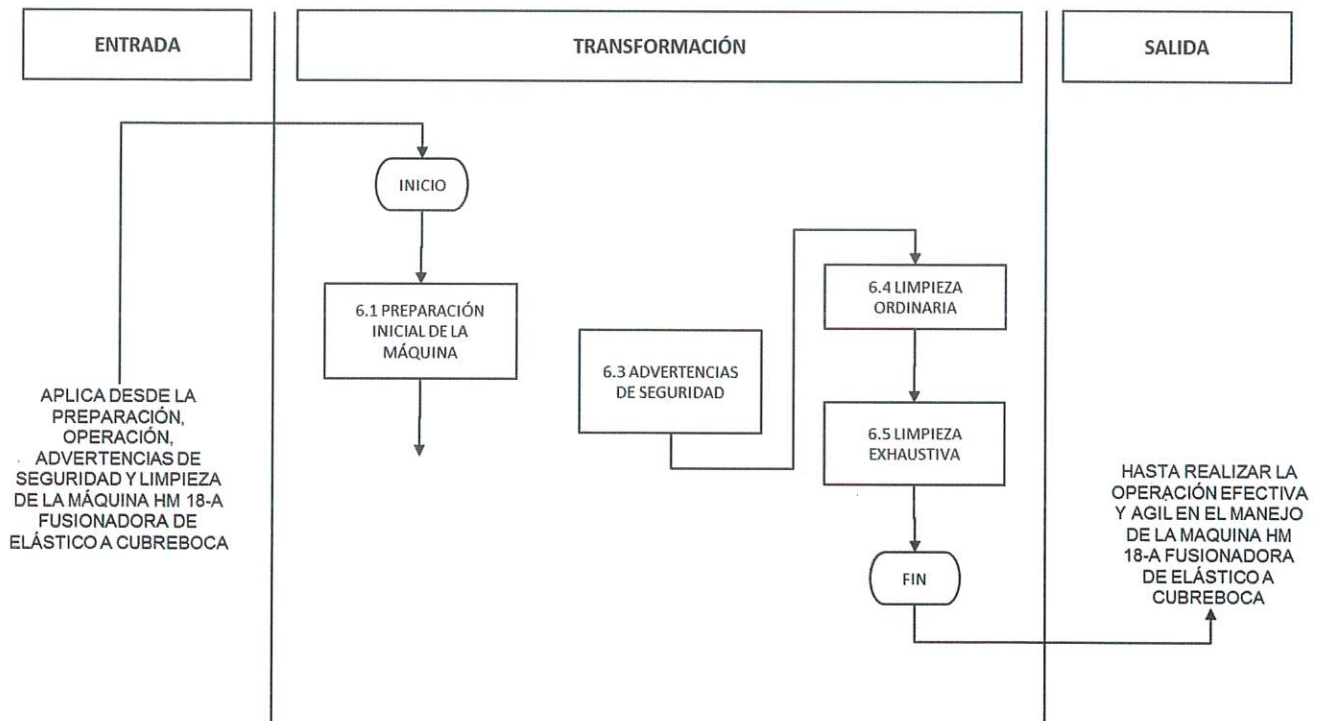 ENTRADA
TRANSFORMACIÓN
SALIDA
INICIO
6.1 PREPARACIÓN
INICIAL DE LA
MÁQUINA
6.3 ADVERTENCIAS
DE SEGURIDAD
6.4 LIMPIEZA
ORDINARIA
6.5 LIMPIEZA
EXHAUSTIVA
FIN
APLICA DESDE LA
PREPARACIÓN,
OPERACIÓN,
ADVERTENCIAS DE
SEGURIDAD Y LIMPIEZA
DE LA MÁQUINA HM 18-A
FUSIONADORA DE
ELÁSTICO A CUBREBOCA
HASTA REALIZAR LA
OPERACIÓN EFECTIVA
Y AGIL EN EL MANEJO
DE LA MAQUINA HM
18-A FUSIONADORA
DE ELÁSTICO A
CUBREBOCA